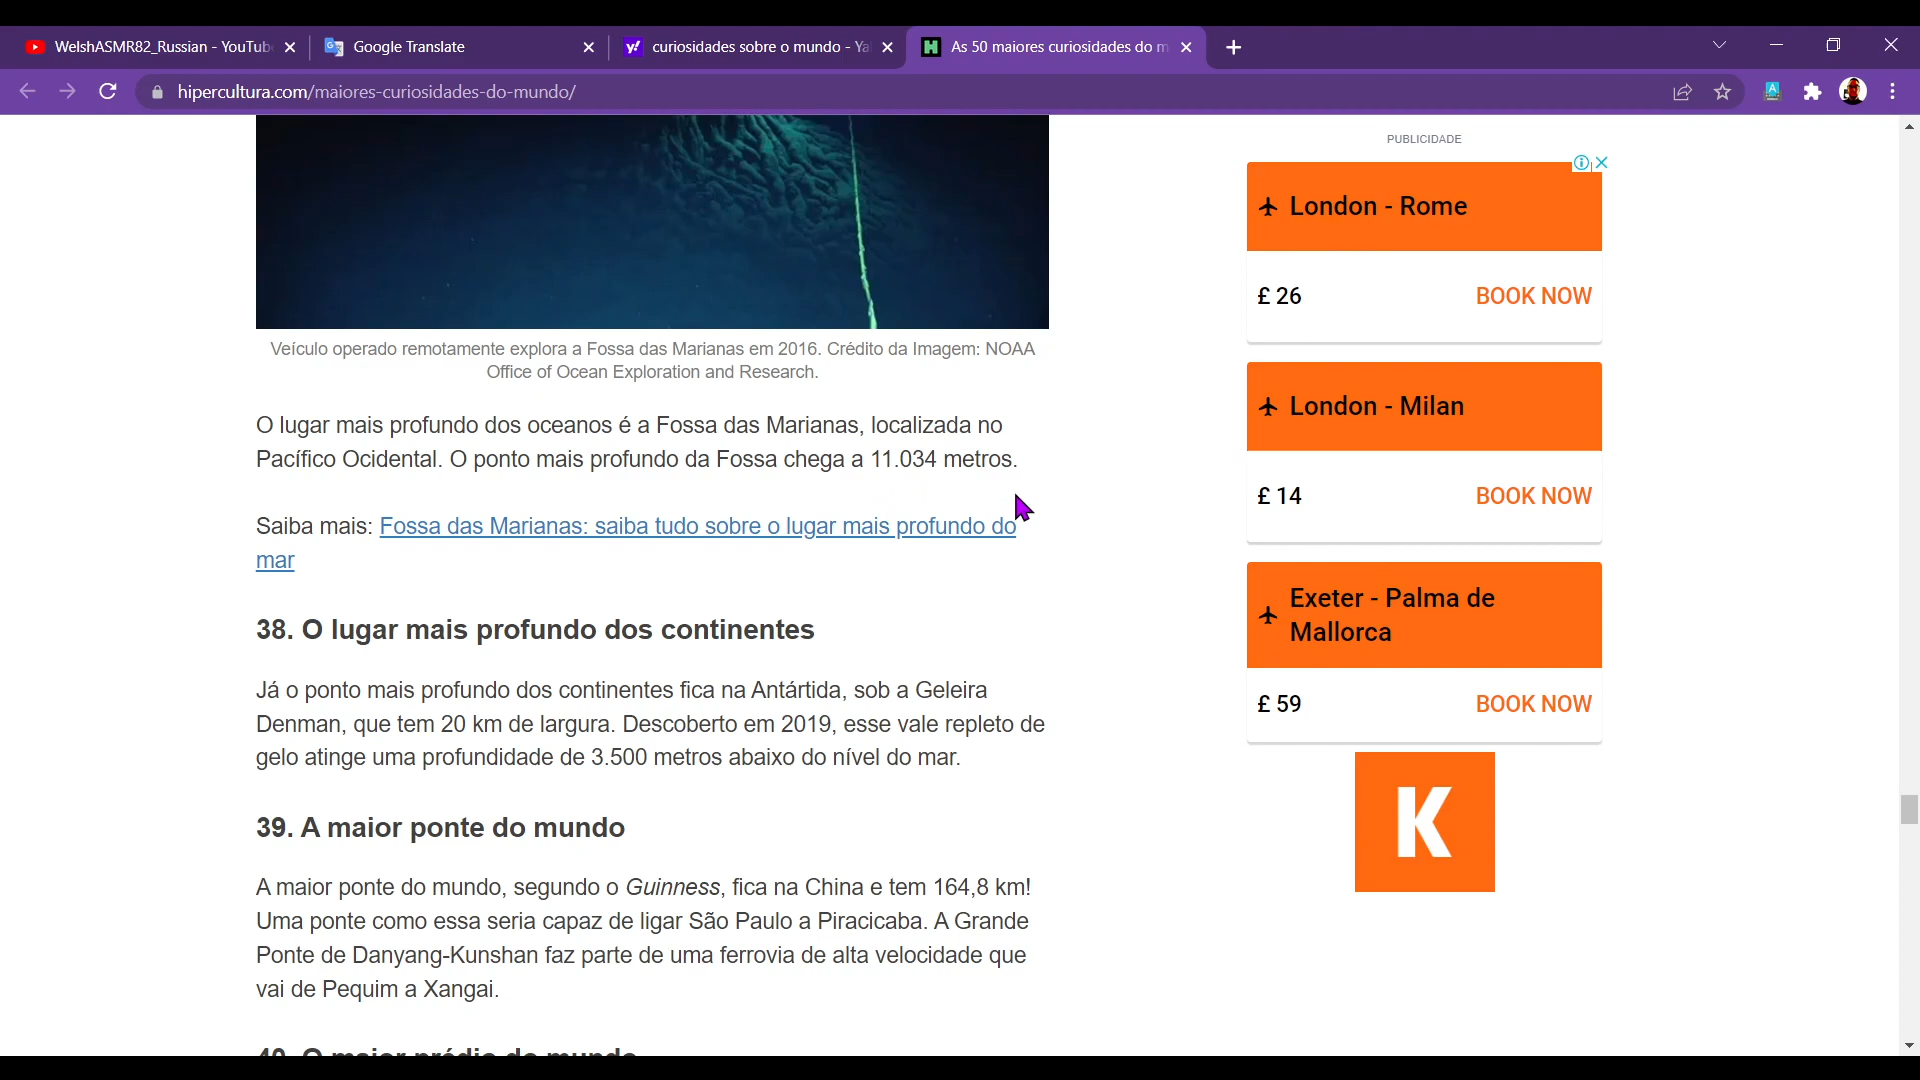 WelshASMR82_Russian - YouTub
Google Translate
curiosidades sobre o mundo - Ya
As 50 maiores curiosidades do m
hipercultura.com/maiores-curiosidades-do-mundo/
Veículo operado remotamente explora a Fossa das Marianas em 2016. Crédito da Imagem: NOAA
Office of Ocean Exploration and Research.
O lugar mais profundo dos oceanos é a Fossa das Marianas, localizada no
Pacífico Ocidental. O ponto mais profundo da Fossa chega a 11.034 metros.
Saiba mais: Fossa das Marianas: saiba tudo sobre o lugar mais profundo do
mar
38. O lugar mais profundo dos continentes
Já o ponto mais profundo dos continentes fica na Antártida, sob a Geleira
Denman, que tem 20 km de largura. Descoberto em 2019, esse vale repleto de
gelo atinge uma profundidade de 3.500 metros abaixo do nível do mar.
39. A maior ponte do mundo
A maior ponte do mundo, segundo o Guinness, fica na China e tem 164,8 km!
Uma ponte como essa seria capaz de ligar São Paulo a Piracicaba. A Grande
Ponte de Danyang-Kunshan faz parte de uma ferrovia de alta velocidade que
vai de Pequim a Xangai.
40. O maior prédio do mundo
PUBLICIDADE
London - Rome
£ 26 BOOK NOW
London - Milan
£ 14 BOOK NOW
Exeter - Palma de
Mallorca
£ 59 BOOK NOW
K